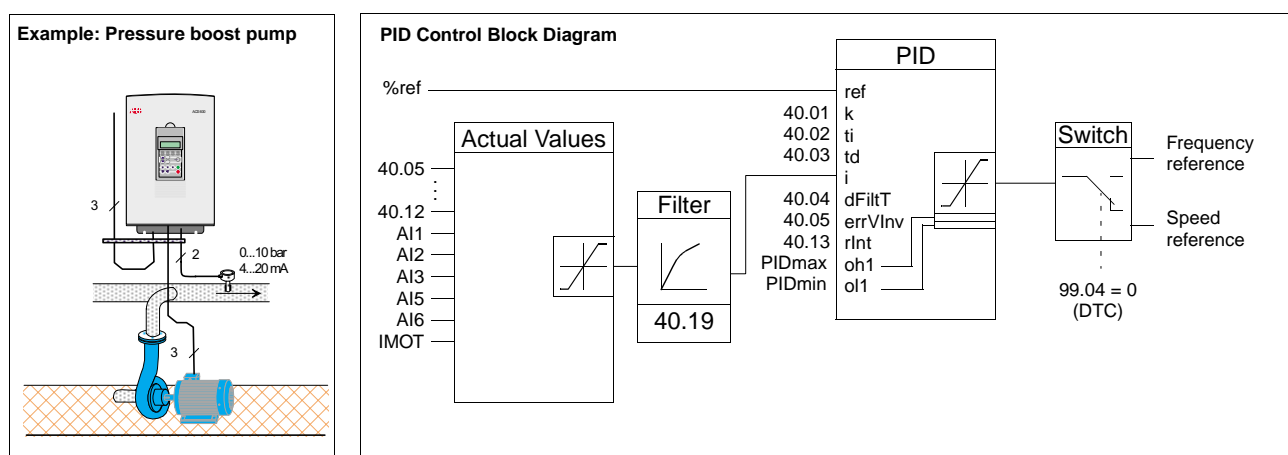 Example: Pressure boost pump
3
2
0...10 bar
4...20 mA
3
PID Control Block Diagram
%ref
Actual Values
40.05
40.12
AI1
AI2
AI3
AI5
AI6
IMOT
Filter
40.19
PID
ref
40.01 k
40.02 ti
40.03 td
i
40.04 dFiltT
40.05 errVInv
40.13 rInt
PIDmax oh1
PIDmin ol1
Switch
Frequency
reference
Speed
reference
99.04 = 0
(DTC)